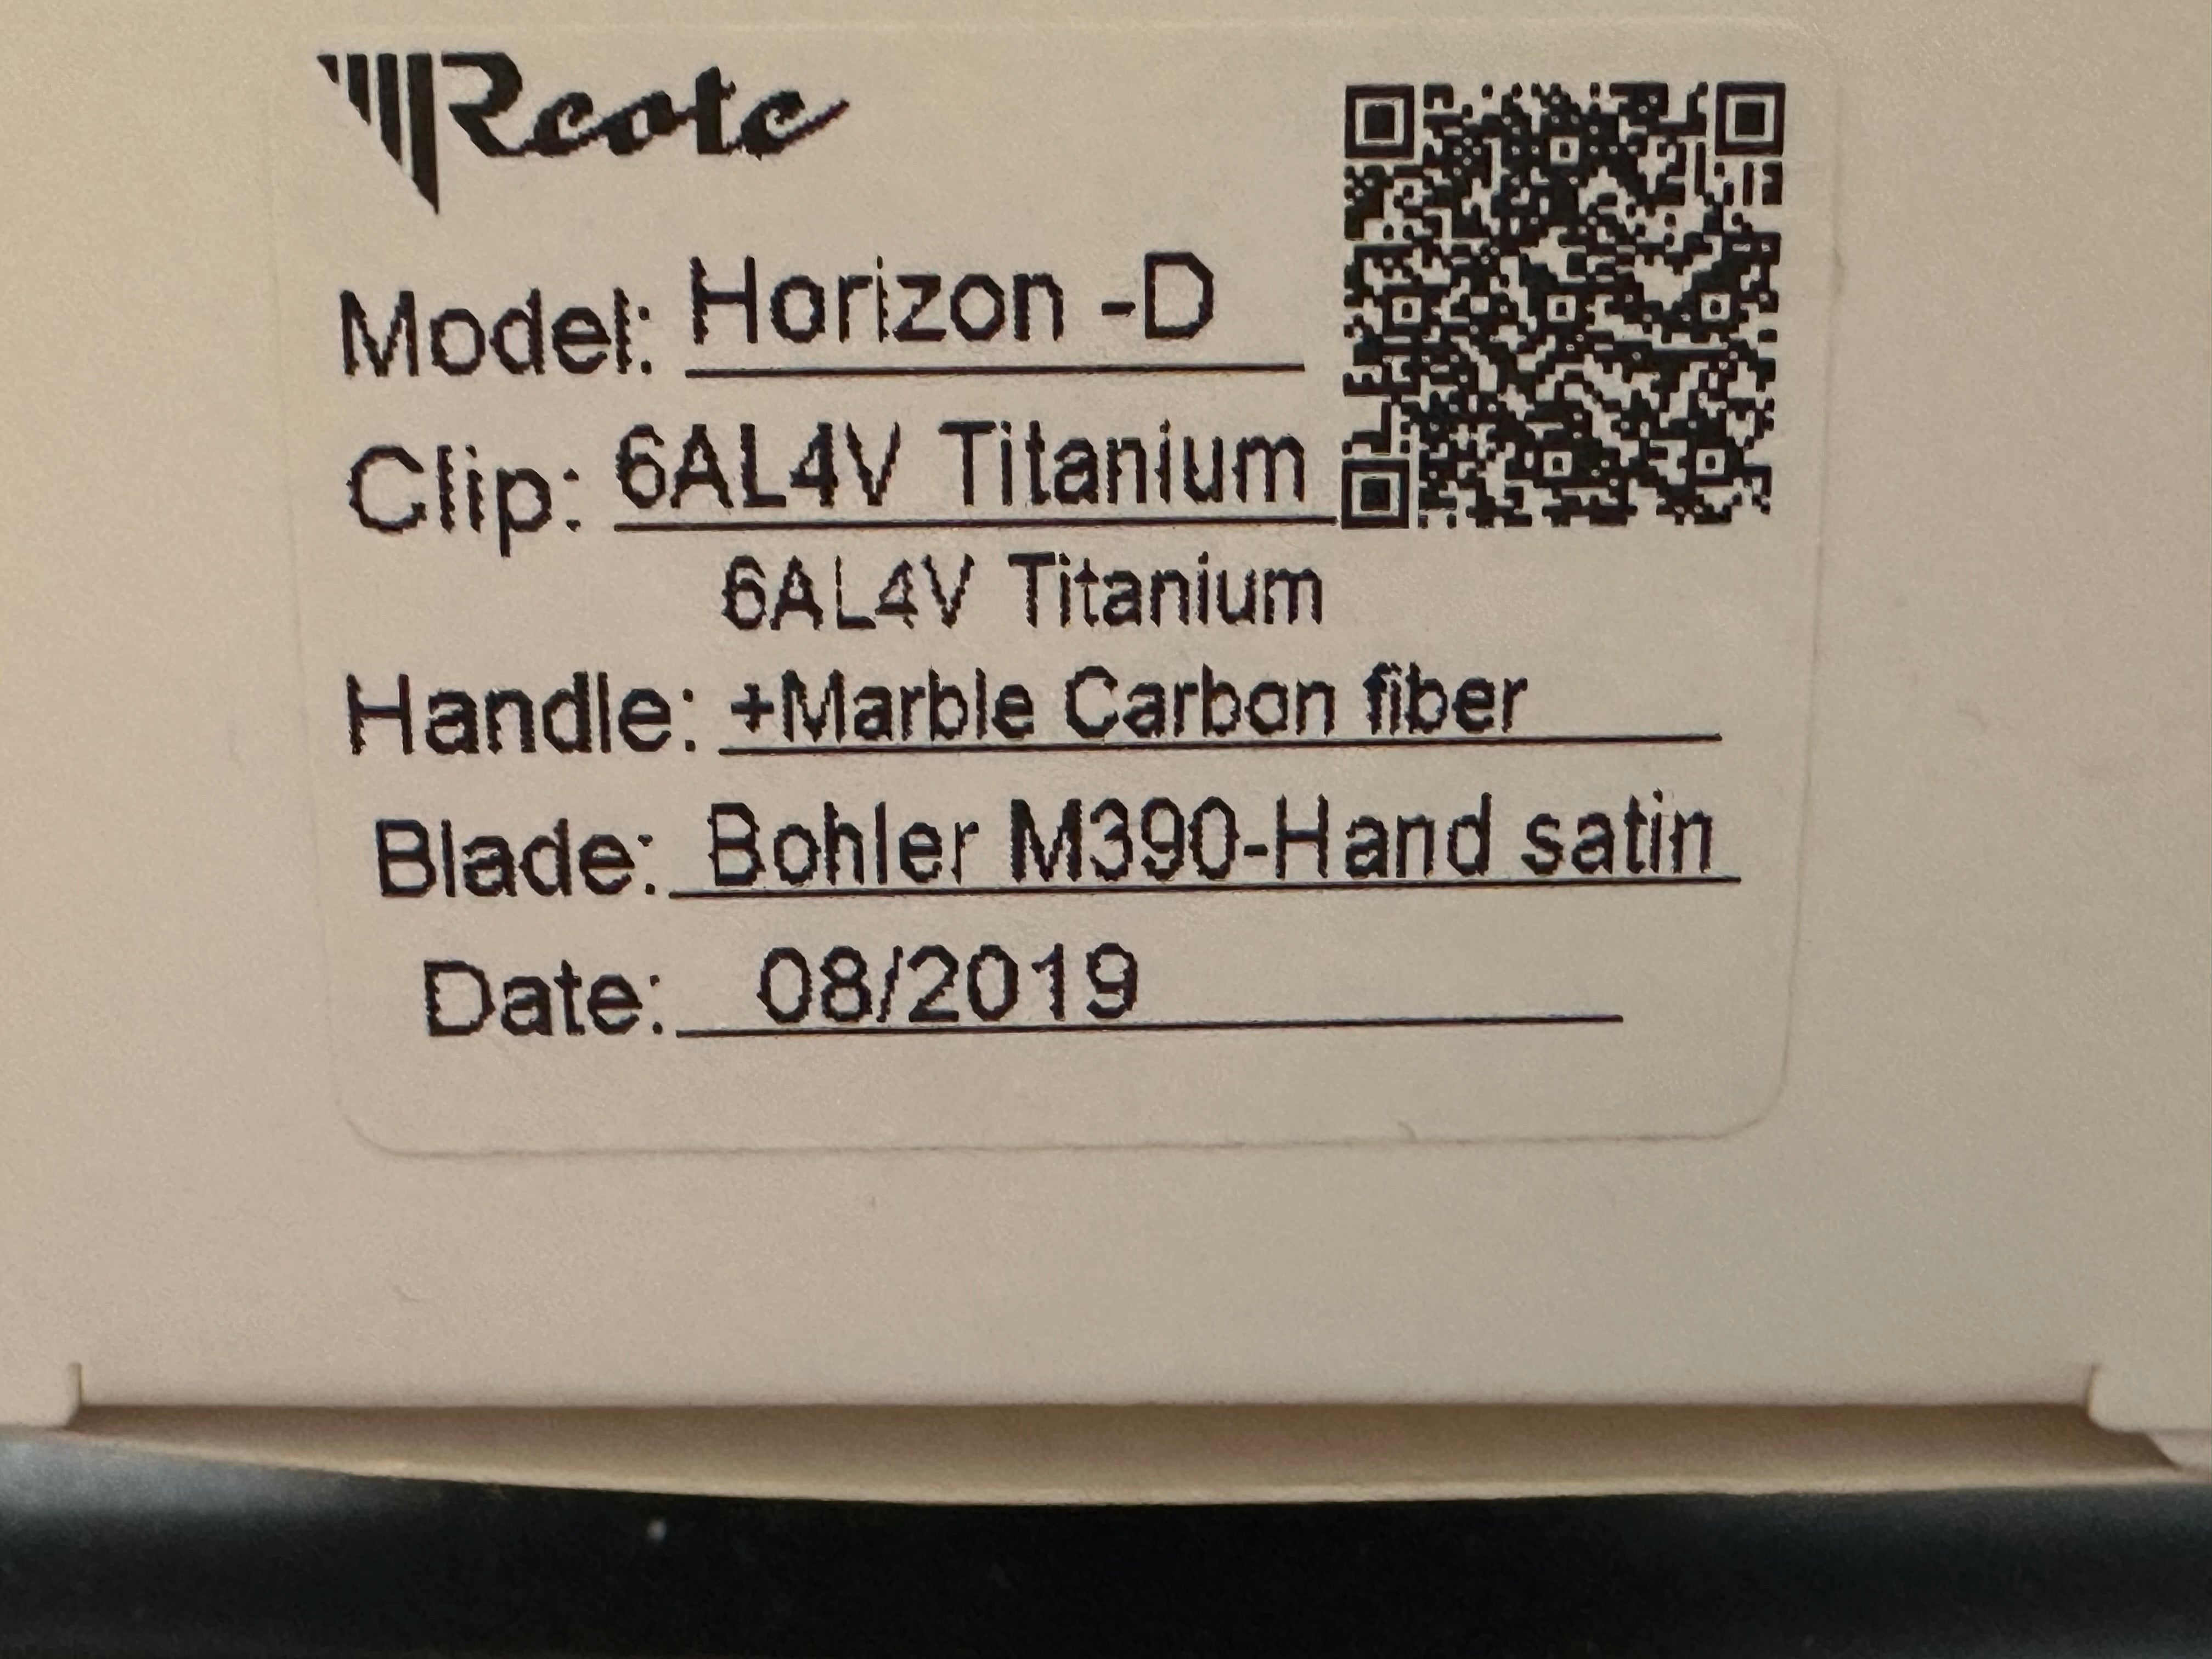 Reate
Model: Horizon -D
Clip: 6AL4V Titanium
6AL4V Titanium
Handle: +Marble Carbon fiber
Blade: Bohler M390-Hand satin
Date: 08/2019